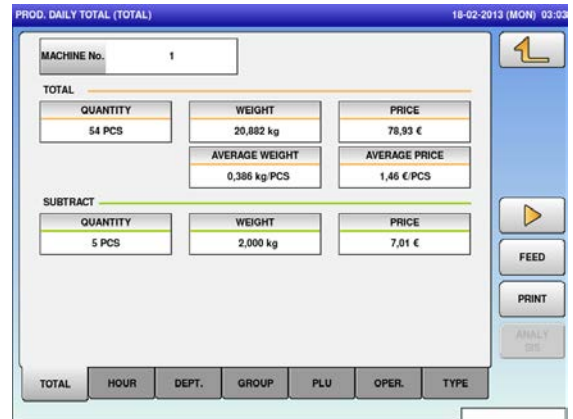 PROD. DAILY TOTAL (TOTAL) 18-02-2013 (MON) 03:03
MACHINE No. 1
TOTAL
QUANTITY WEIGHT PRICE
54 PCS 20,882 kg 78,93 €
AVERAGE WEIGHT AVERAGE PRICE
0,386 kg/PCS 1,46 €/PCS
SUBTRACT
QUANTITY WEIGHT PRICE
5 PCS 2,000 kg 7,01 €
FEED
PRINT
ANALY
SIS
TOTAL HOUR DEPT. GROUP PLU OPER. TYPE